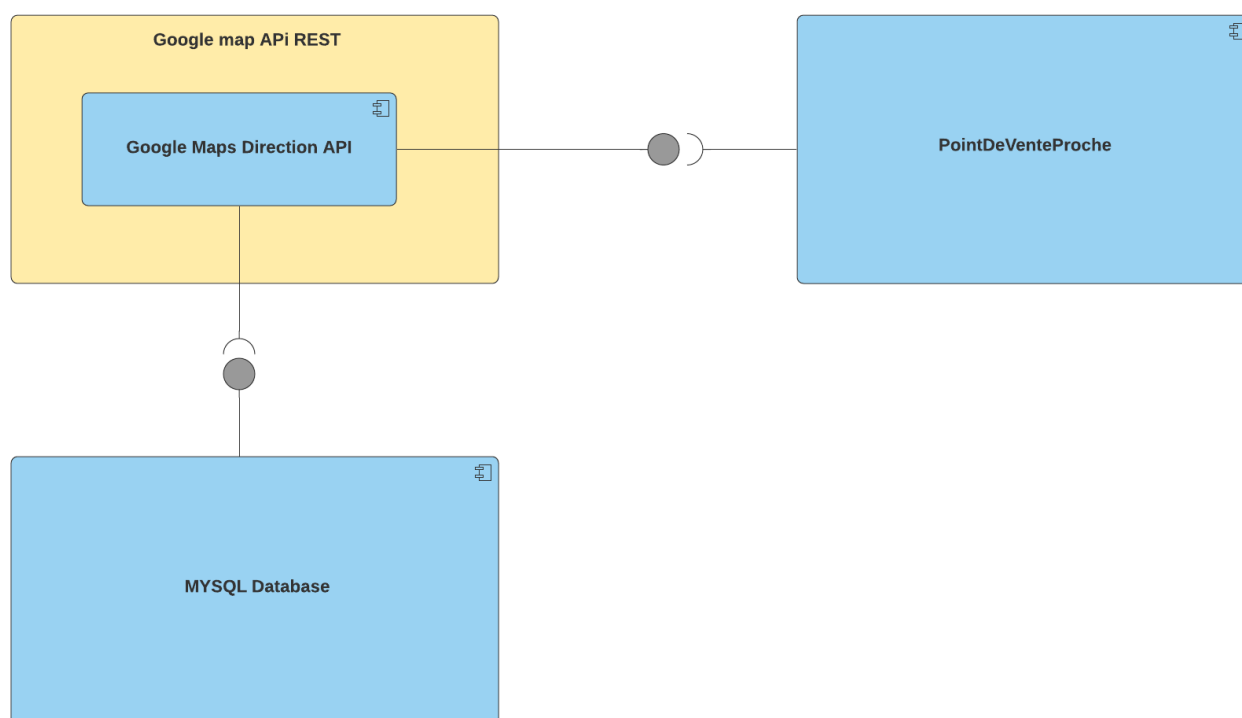 Google map APi REST
Google Maps Direction API
PointDeVenteProche
MYSQL Database